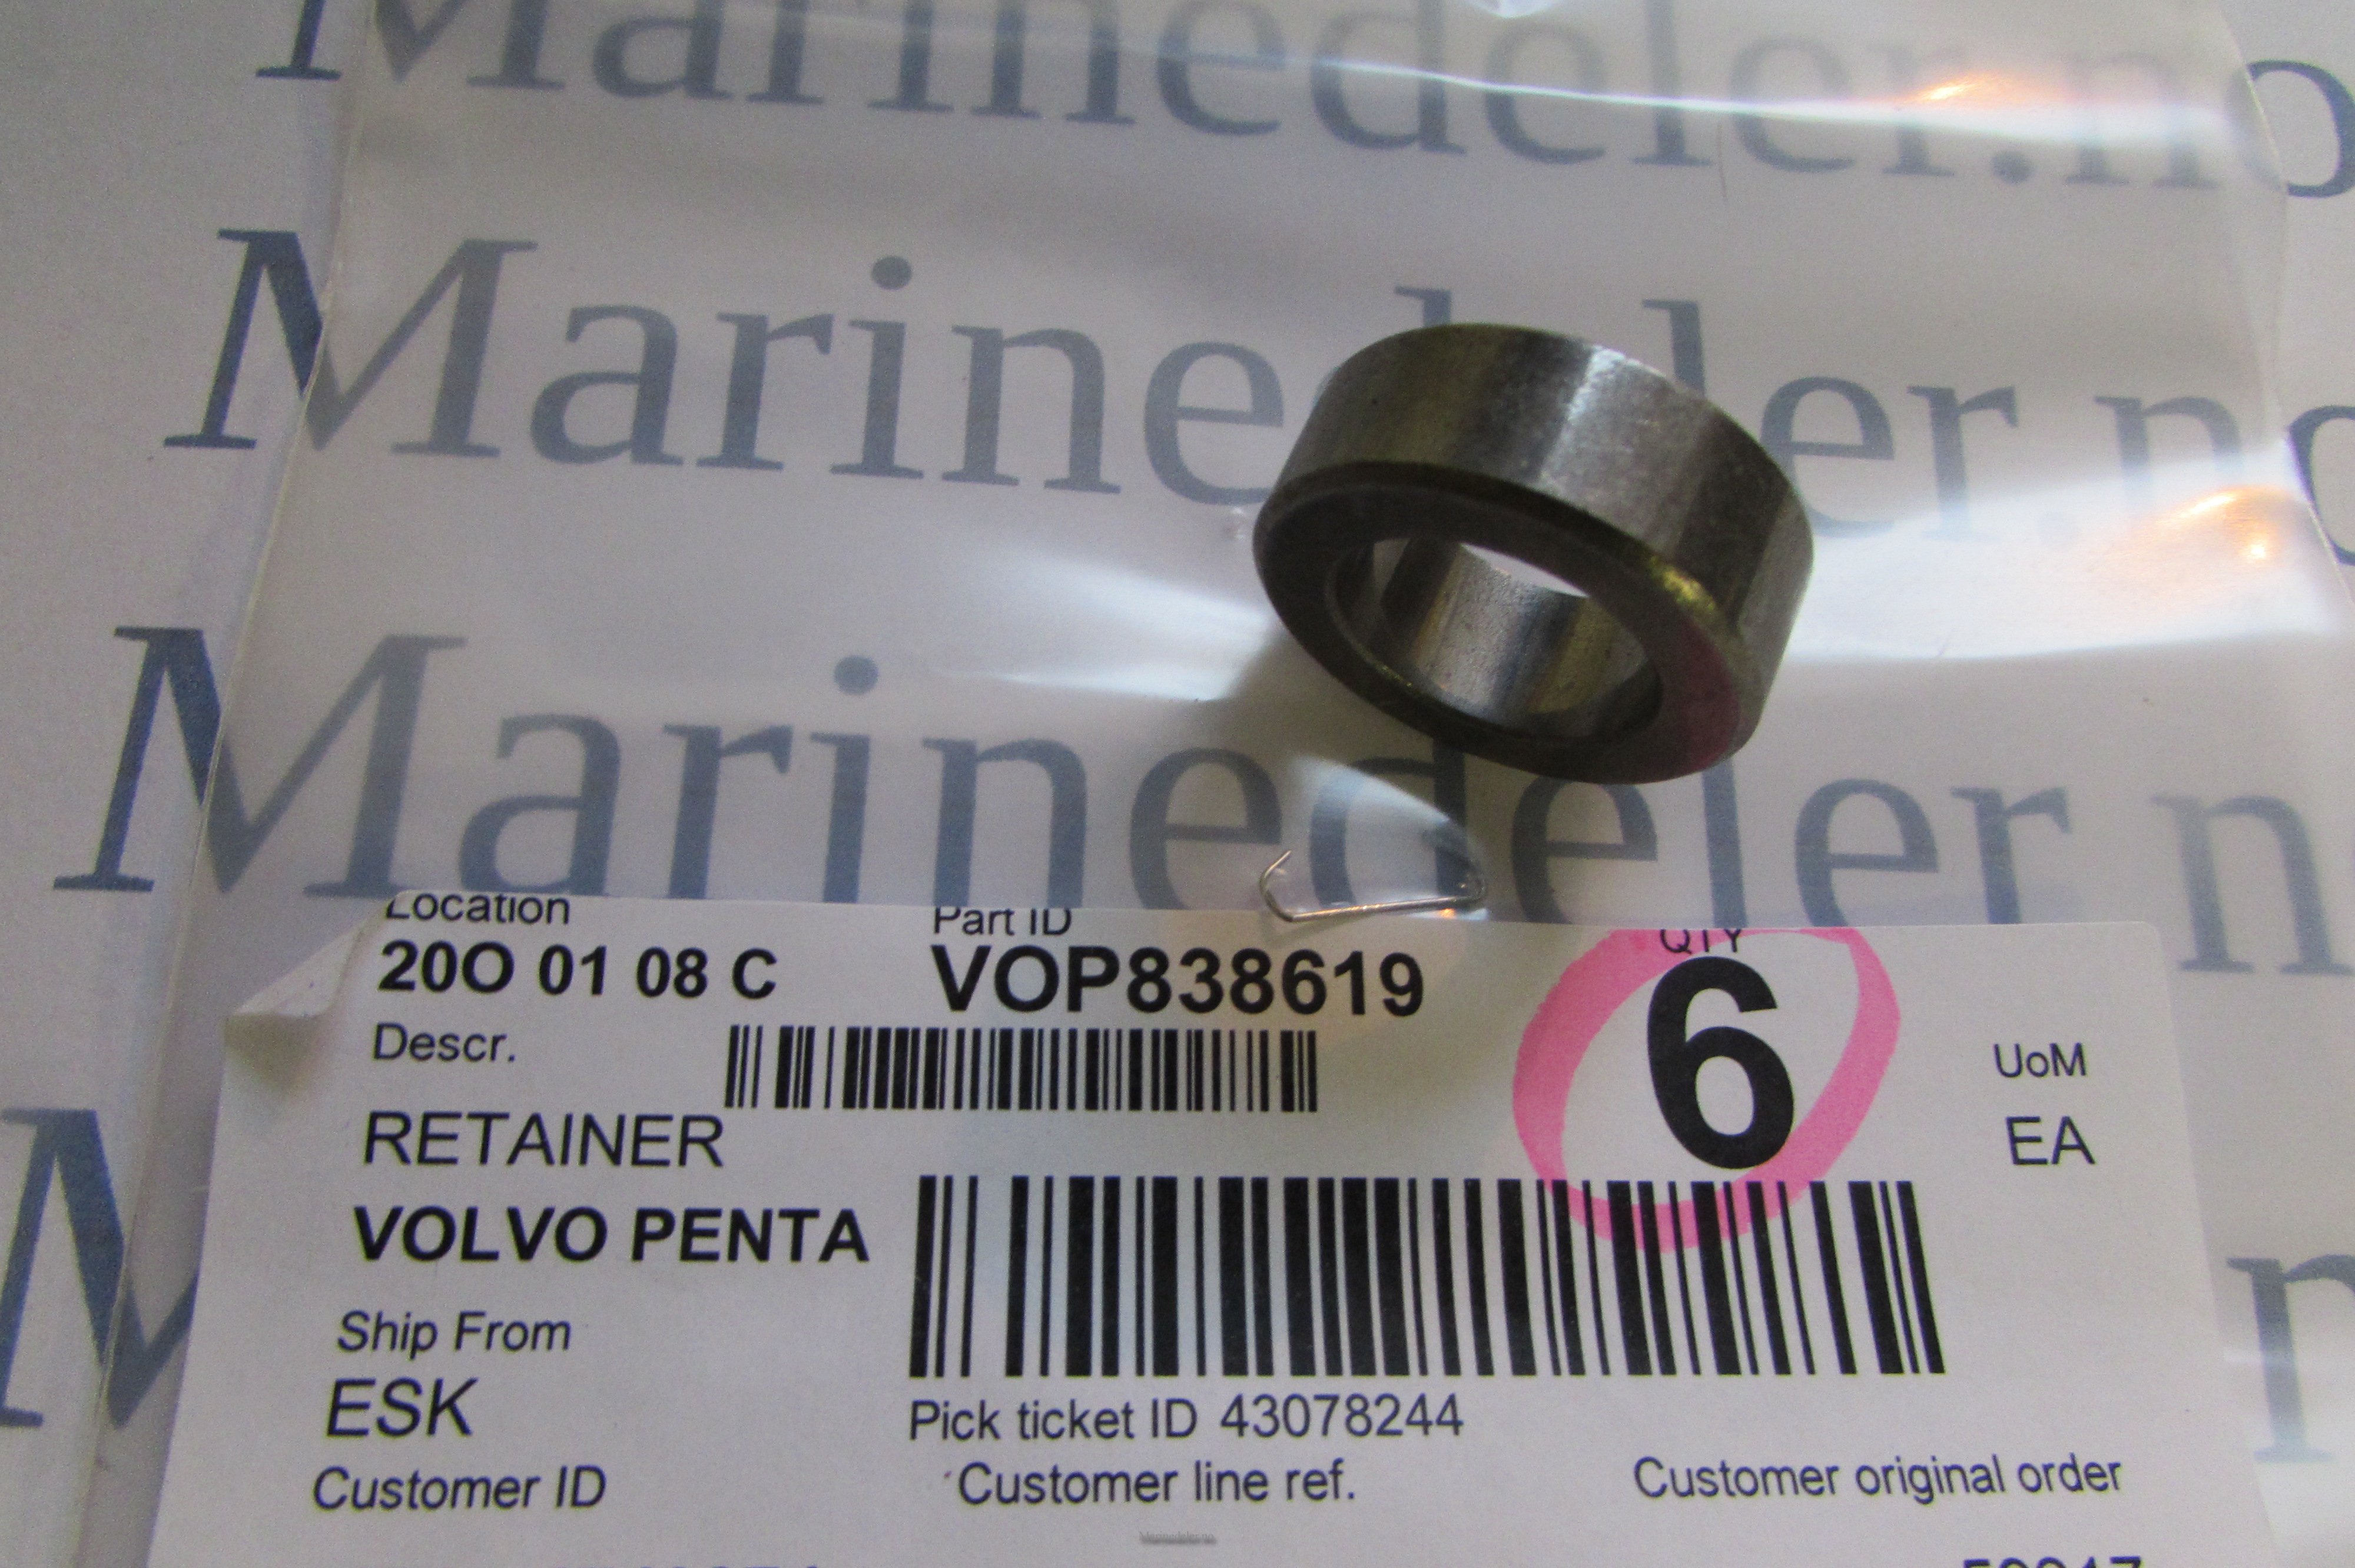 Marinedeler.no
Marinedeler.no
Marinedeler n
Location Part ID QTY
20O 01 08 C VOP838619 6
Descr. UoM
RETAINER EA
VOLVO PENTA
Ship From
ESK Pick ticket ID 43078244
Customer ID Customer line ref. Customer original order
Marinedeler.no